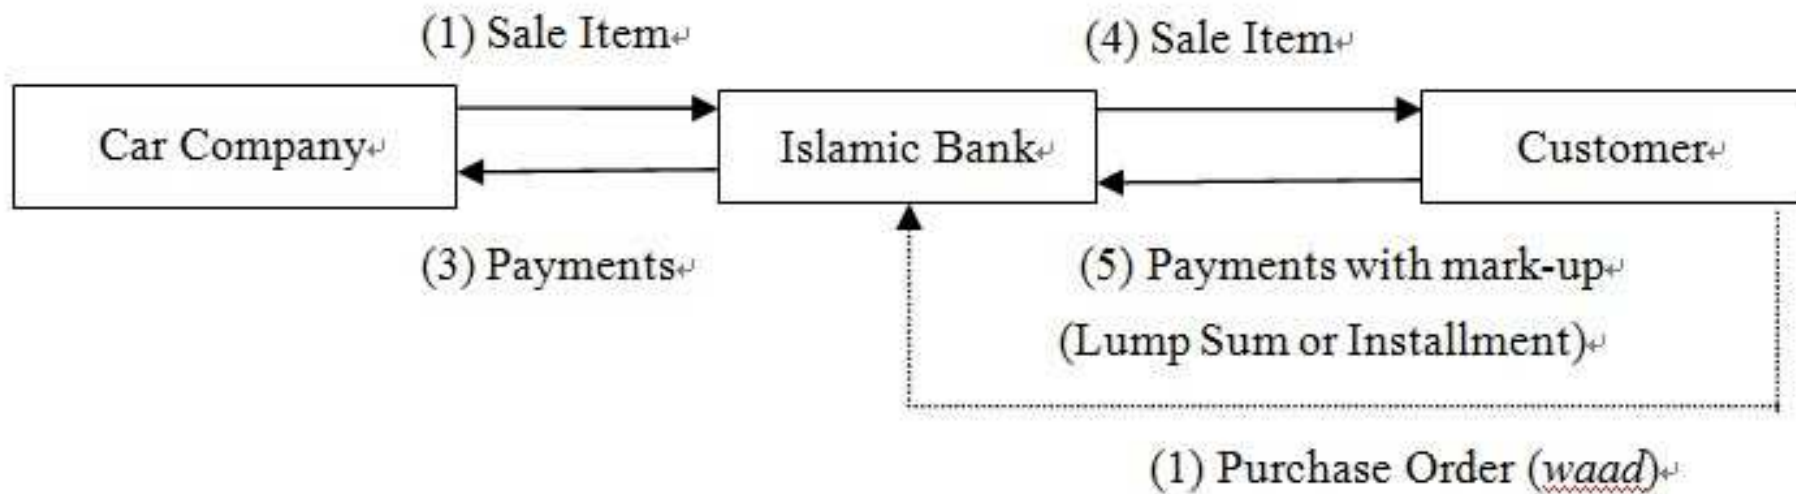 (1) Sale Item
(4) Sale Item
Car Company
Islamic Bank
Customer
(3) Payments
(5) Payments with mark-up
(Lump Sum or Installment)
(1) Purchase Order (waad)